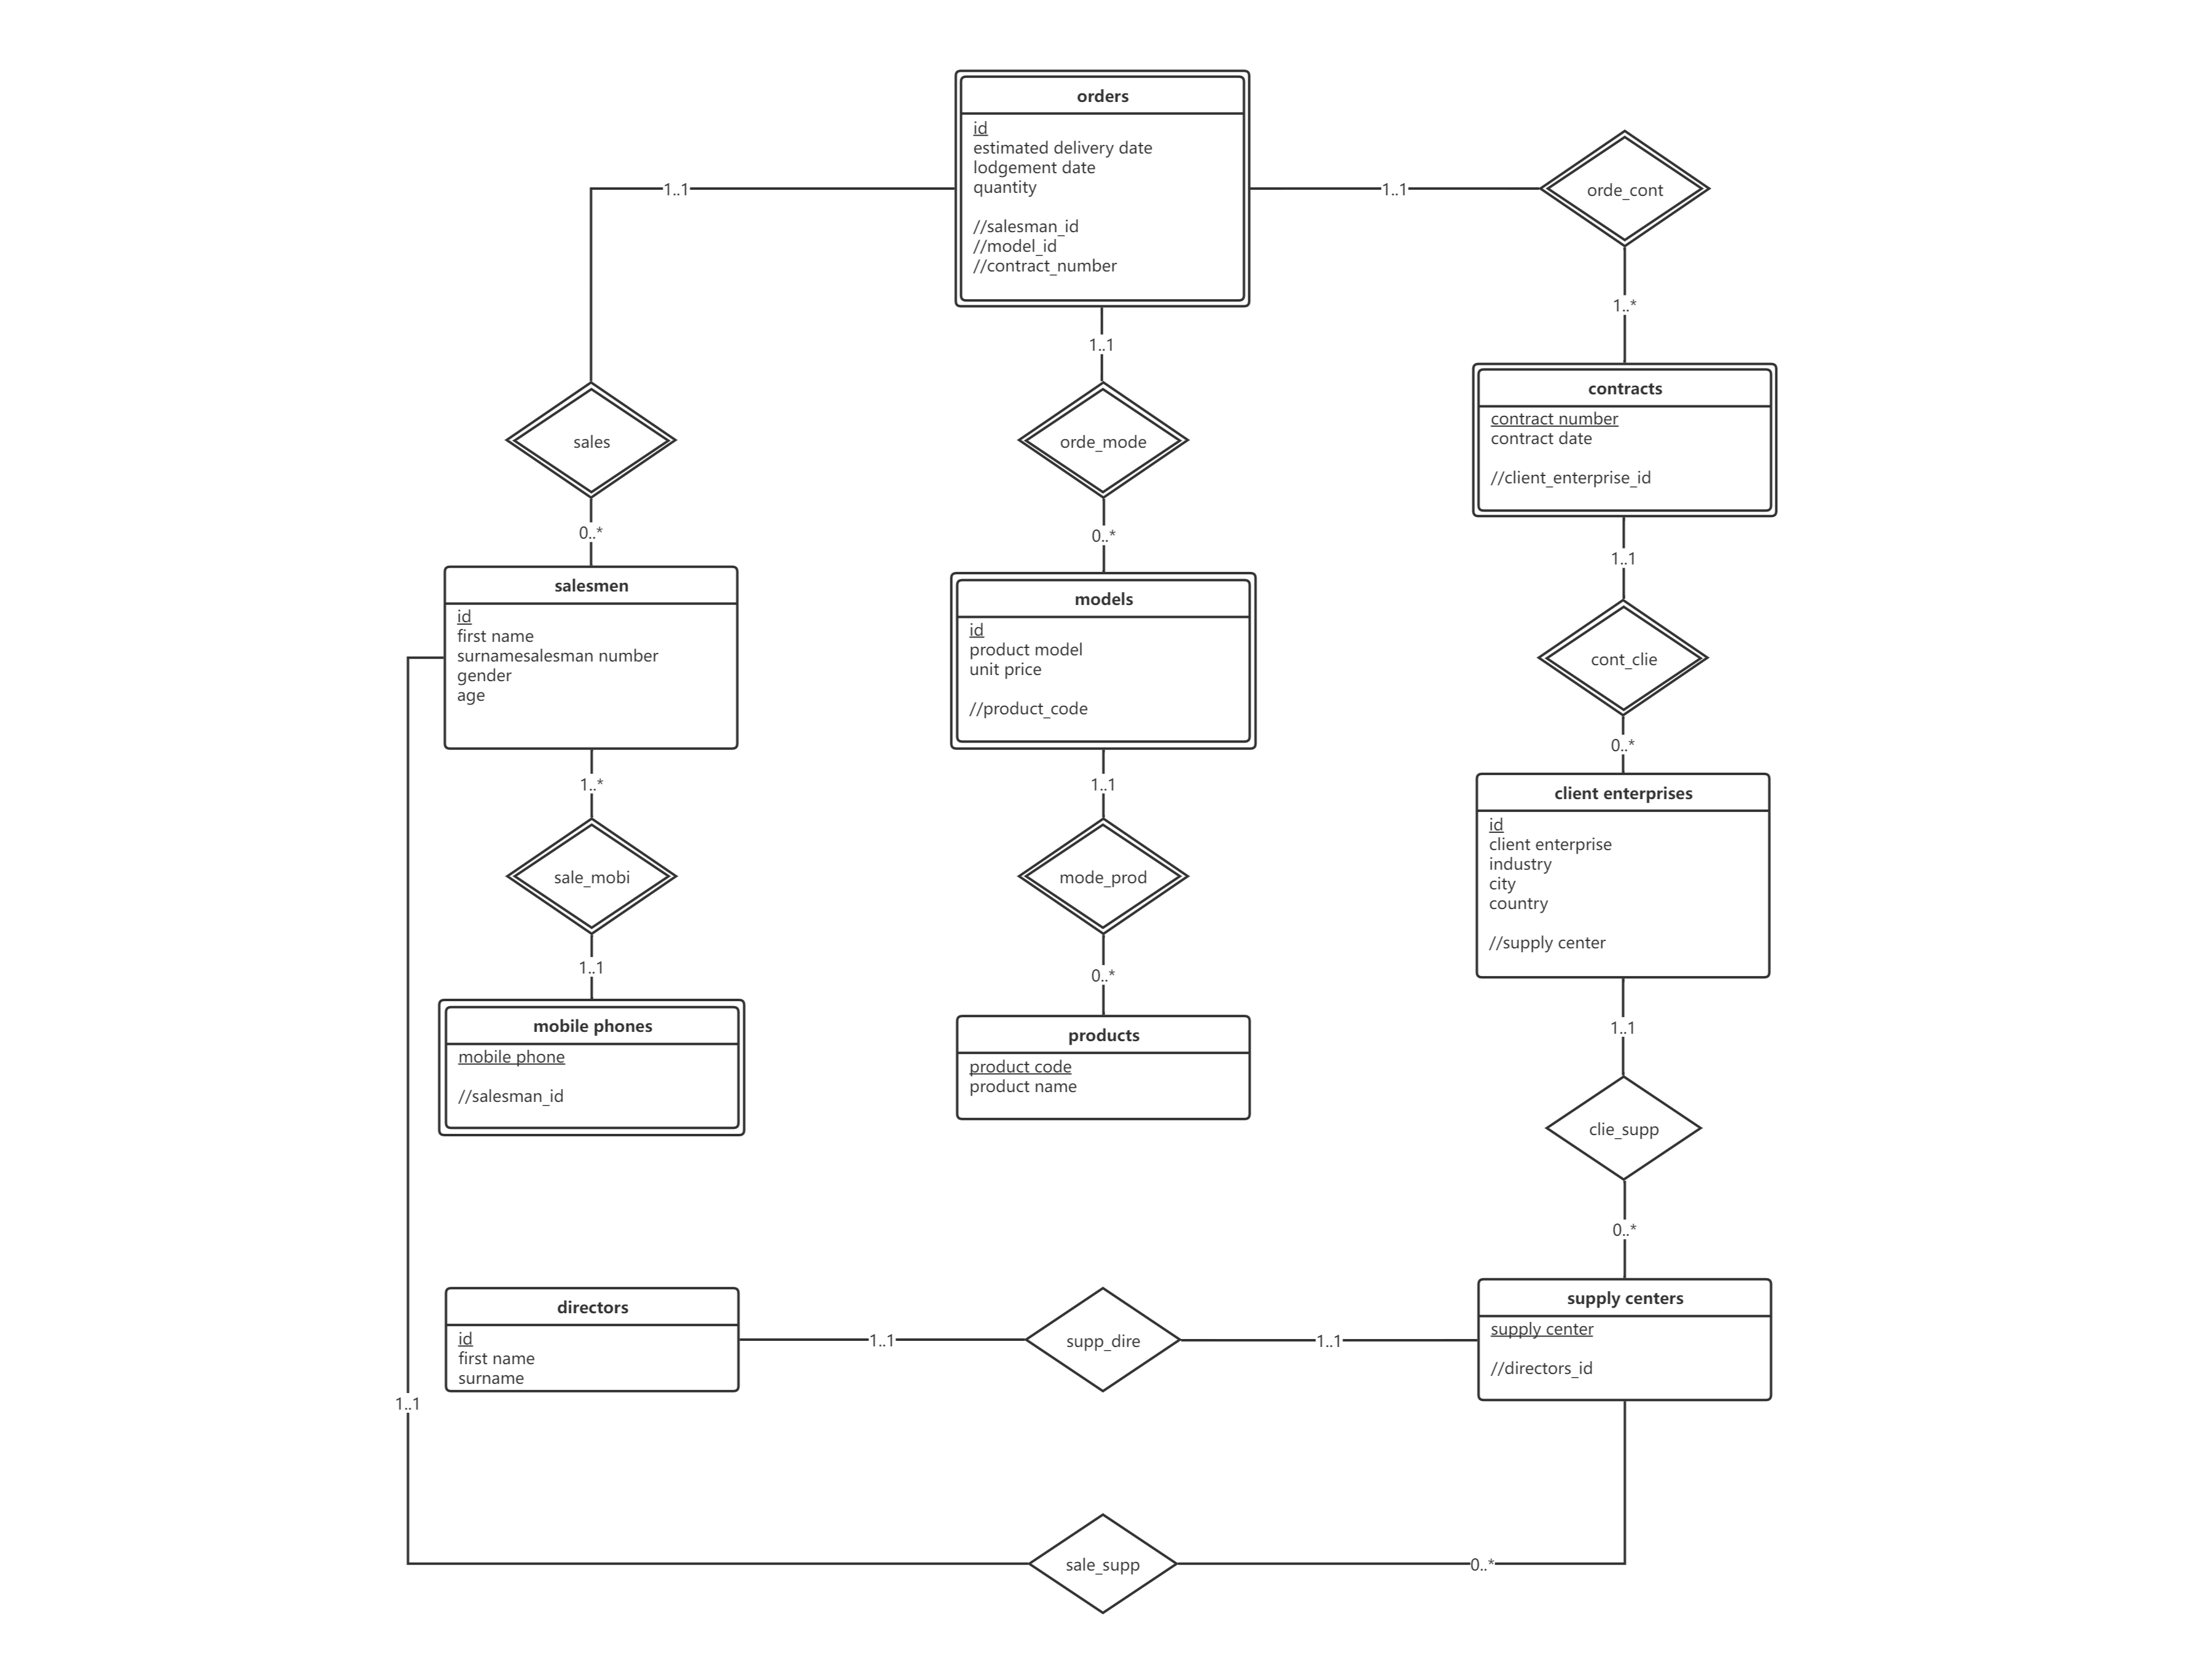 orders
id
estimated delivery date
lodgement date
quantity
//salesman_id
//model_id
//contract_number
1..1
1..1
orde_cont
1..*
1..1
sales
orde_mode
contracts
contract number
contract date
//client_enterprise_id
0..*
0..*
1..1
salesmen
id
first name
surnamesalesman number
gender
age
models
id
product model
unit price
//product_code
cont_clie
0..*
1..*
1..1
client enterprises
id
client enterprise
industry
city
country
//supply center
sale_mobi
mode_prod
1..1
0..*
1..1
mobile phones
mobile phone
//salesman_id
products
product code
product name
clie_supp
0..*
directors
id
first name
surname
1..1
supp_dire
1..1
supply centers
supply center
//directors_id
1..1
sale_supp
0..*